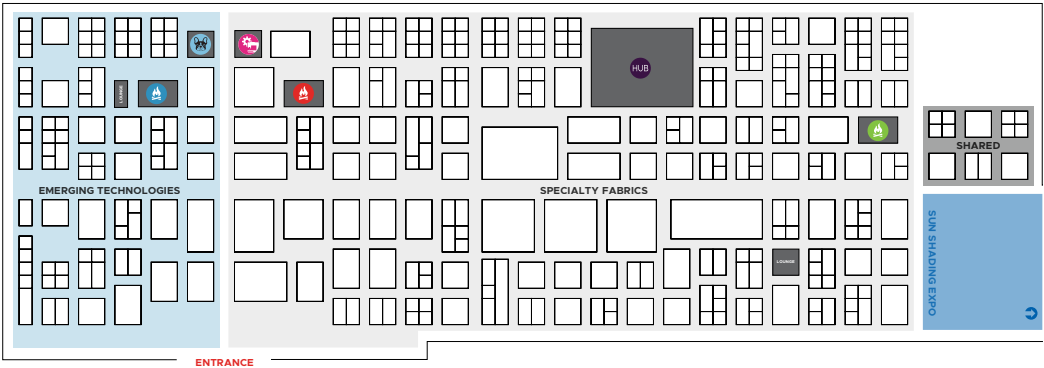 HUB
LOUNGE
SHARED
EMERGING TECHNOLOGIES
SPECIALTY FABRICS
SUN SHADING EXPO
LOUNGE
ENTRANCE